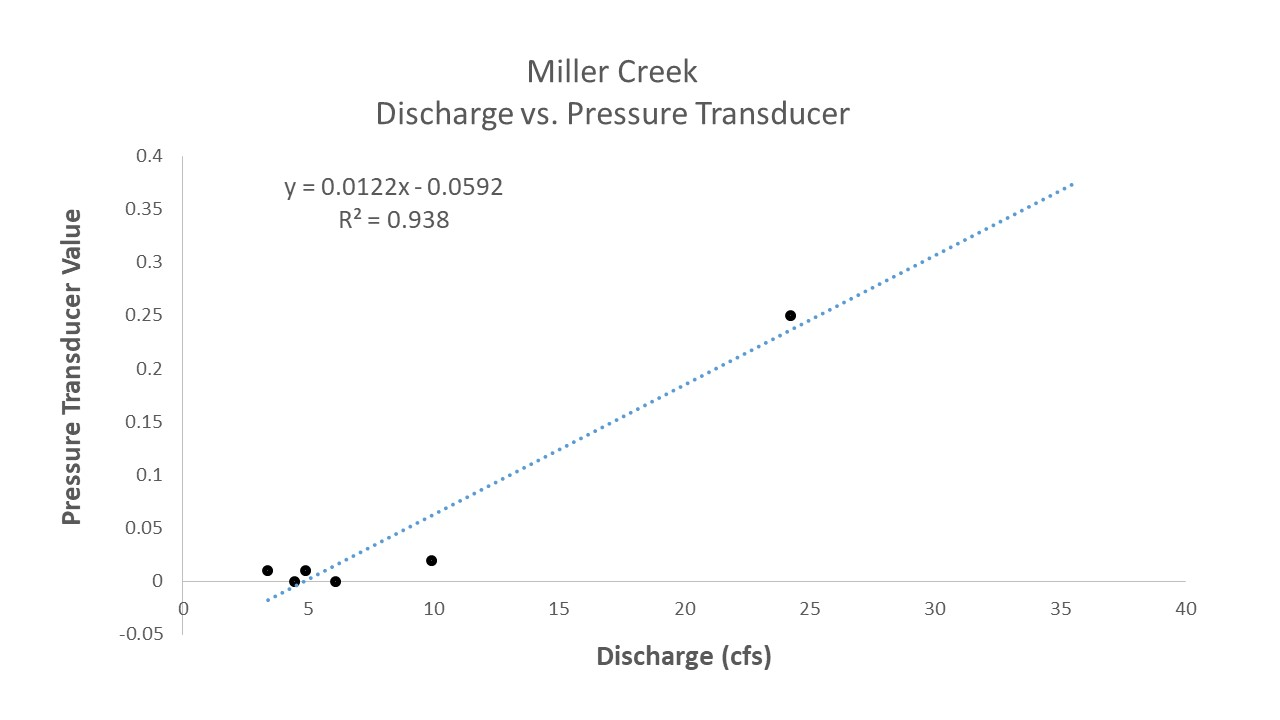 Miller Creek
Discharge vs. Pressure Transducer
y = 0.0122x - 0.0592
R² = 0.938
Pressure Transducer Value
0.4
0.35
0.3
0.25
0.2
0.15
0.1
0.05
0
-0.05
0 5 10 15 20 25 30 35 40
Discharge (cfs)